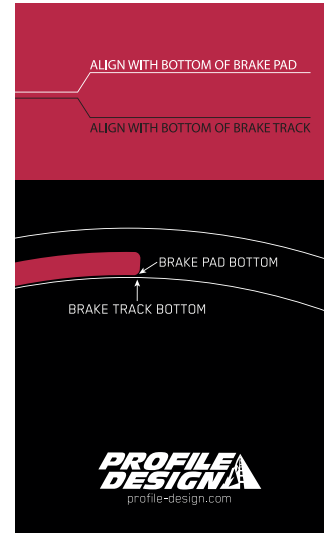 ALIGN WITH BOTTOM OF BRAKE PAD
ALIGN WITH BOTTOM OF BRAKE TRACK
BRAKE PAD BOTTOM
BRAKE TRACK BOTTOM
PROFILE
DESIGN
profile-design.com